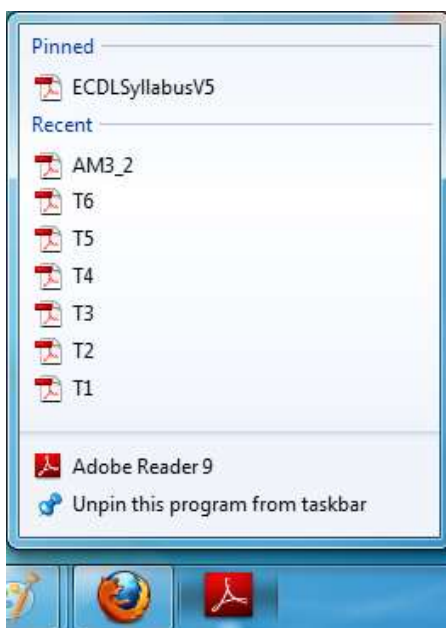 Pinned
ECDLSyllabusV5
Recent
AM3_2
T6
T5
T4
T3
T2
T1
Adobe Reader 9
Unpin this program from taskbar